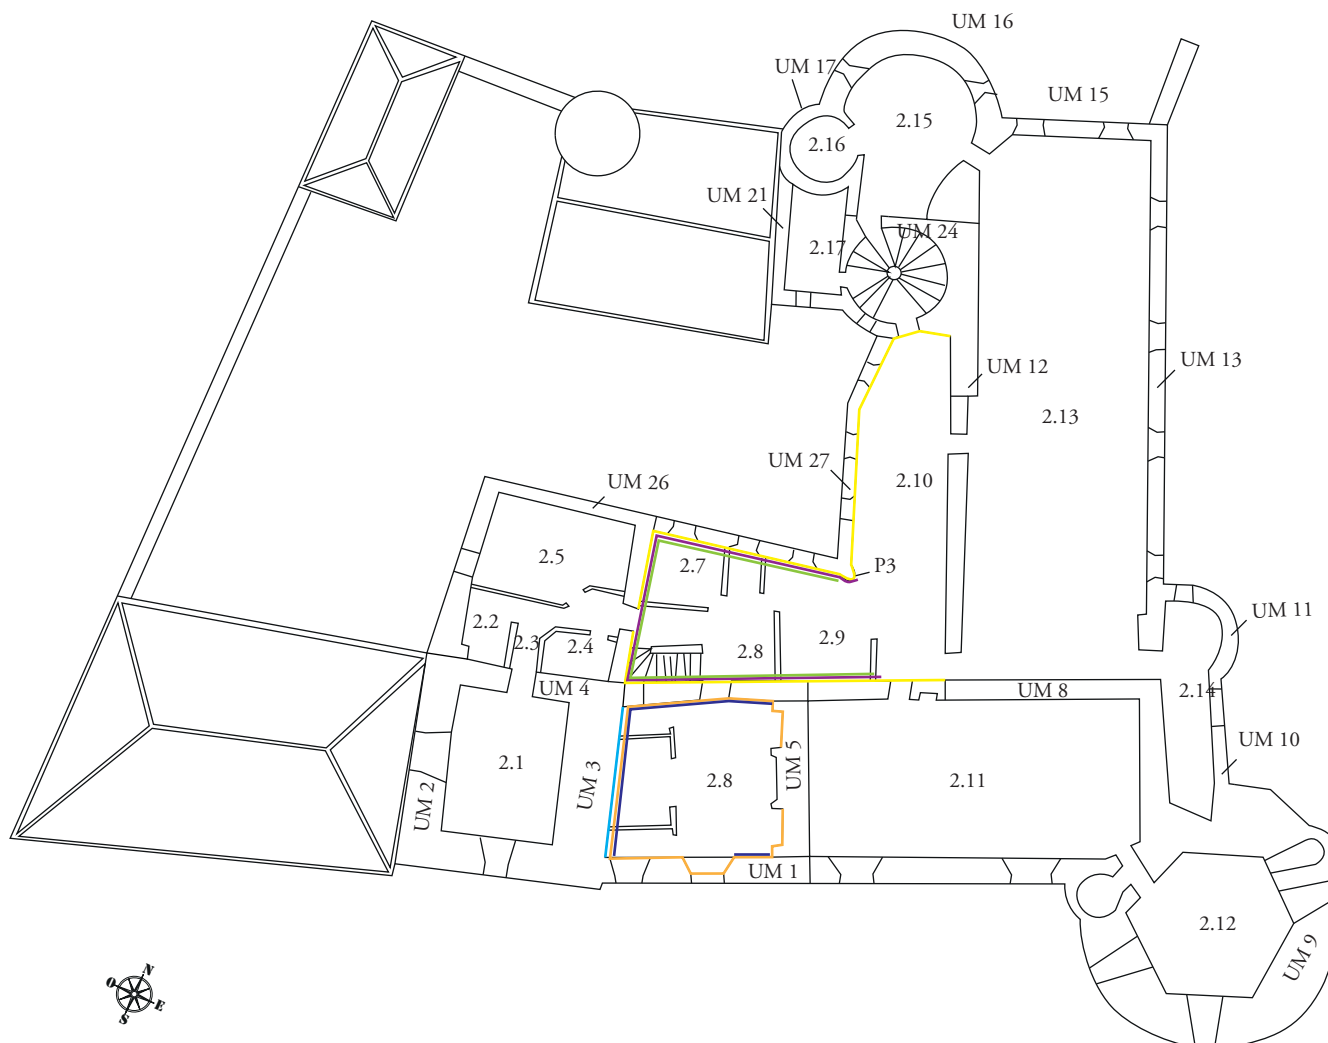 UM 16
UM 17
UM 15
2.15
2.16
UM 21
2.17
UM 24
UM 12
UM 13
2.13
UM 27
2.10
UM 26
2.5
2.7
P3
2.2
2.3
2.4
2.8
2.9
UM 11
UM 4
UM 8
2.14
UM 10
2.1
UM 2
UM 3
2.8
UM 5
2.11
UM 1
2.12
UM 9
N
O
E
S